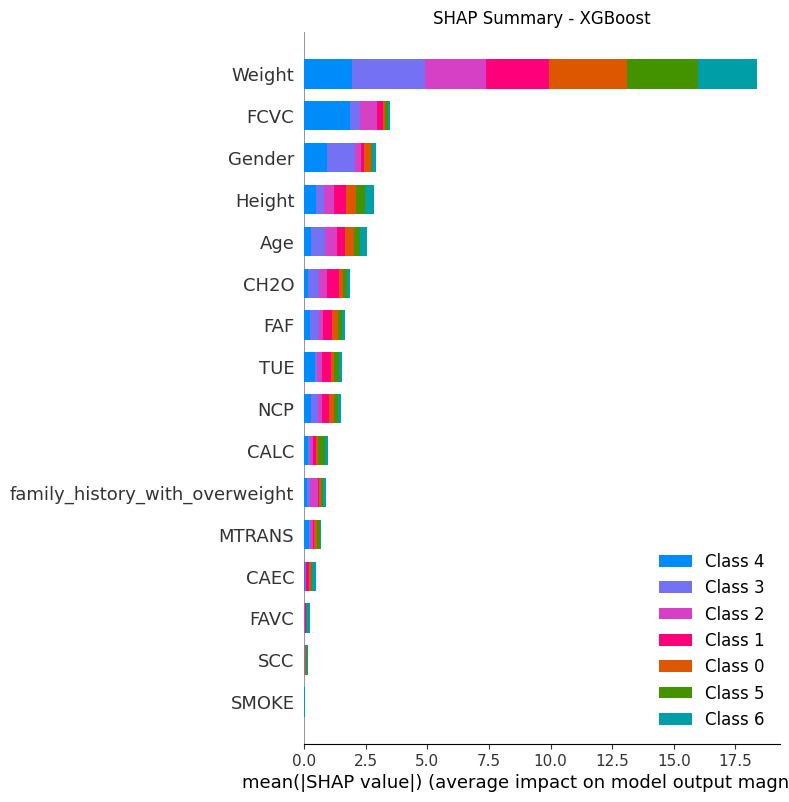 SHAP Summary - XGBoost
Weight
FCVC
Gender
Height
Age
CH2O
FAF
TUE
NCP
CALC
family_history_with_overweight
MTRANS
CAEC
FAVC
SCC
SMOKE
Class 4
Class 3
Class 2
Class 1
Class 0
Class 5
Class 6
0.0 2.5 5.0 7.5 10.0 12.5 15.0 17.5
mean(|SHAP value|) (average impact on model output magn